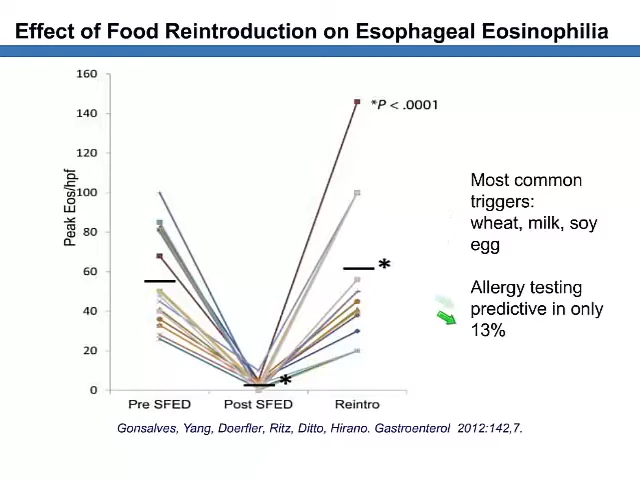 Effect of Food Reintroduction on Esophageal Eosinophilia
160
140
120
100
80
60
40
20
0
Peak Eos/hpf
*P < .0001
*
*
Pre SFED
Post SFED
Reintro
Most common
triggers:
wheat, milk, soy
egg
Allergy testing
predictive in only
13%
Gonsalves, Yang, Doerfler, Ritz, Ditto, Hirano. Gastroenterol 2012:142,7.